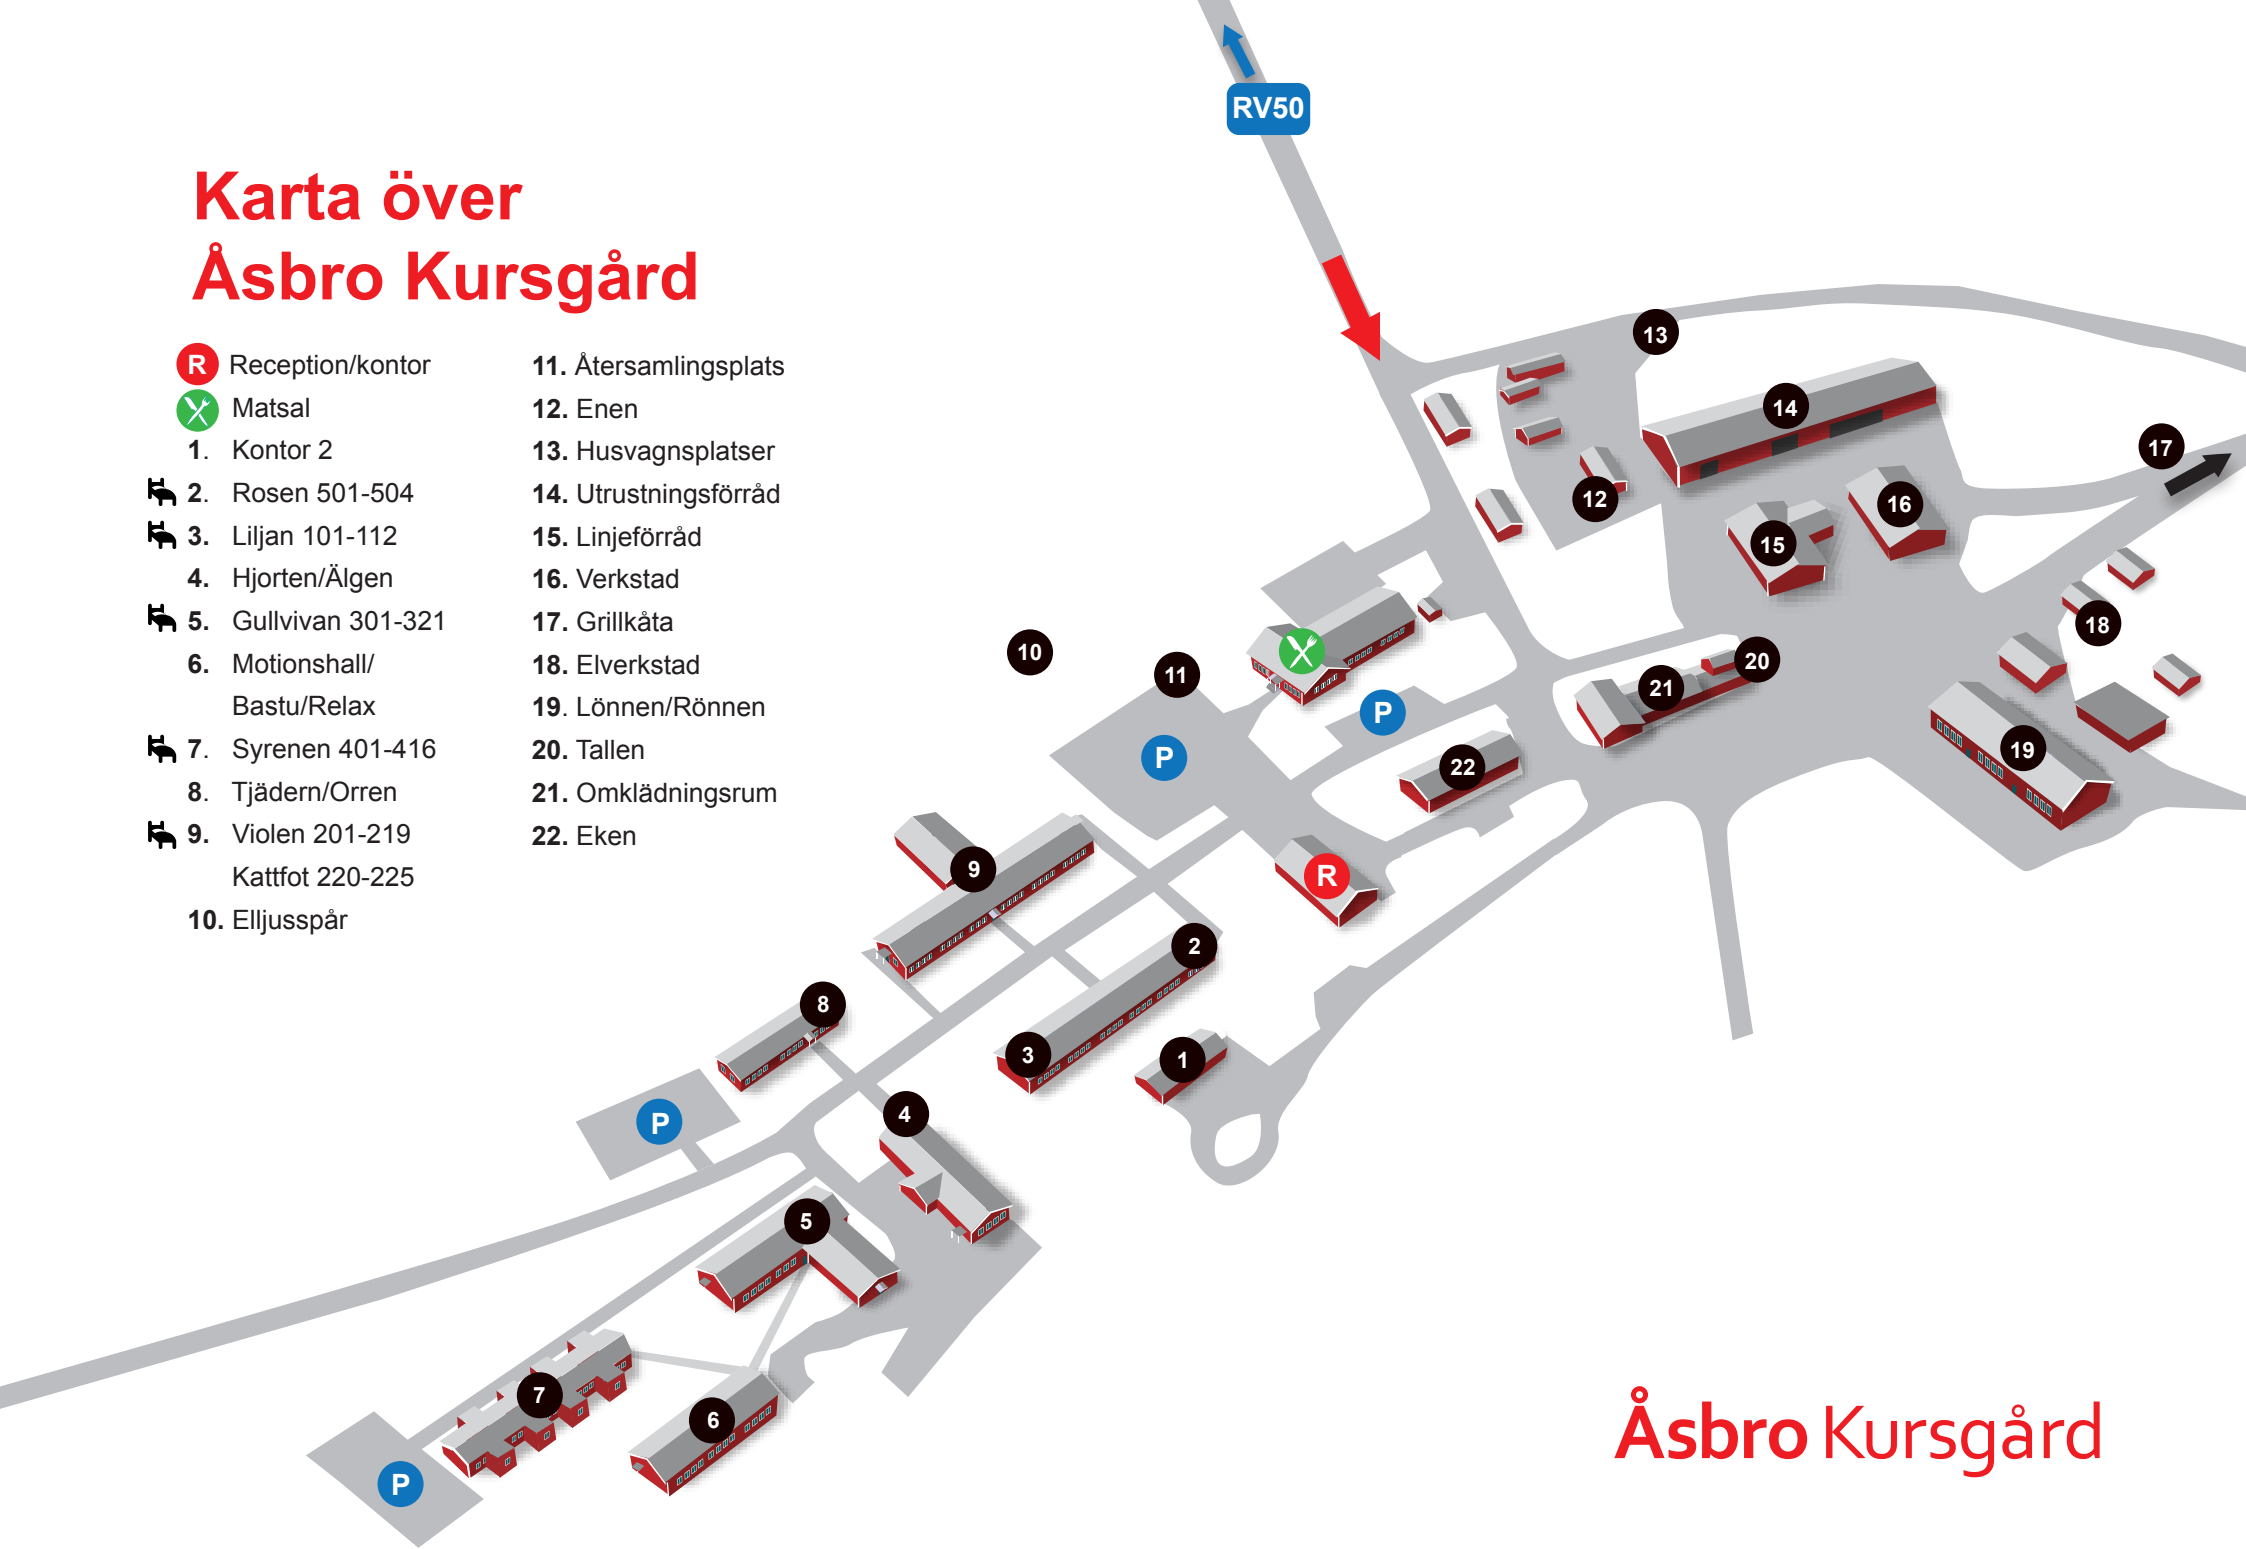 Karta över
Åsbro Kursgård
R Reception/kontor
Matsal
1. Kontor 2
2. Rosen 501-504
3. Liljan 101-112
4. Hjorten/Älgen
5. Gullvivan 301-321
6. Motionshall/
Bastu/Relax
7. Syrenen 401-416
8. Tjädern/Orren
9. Violen 201-219
Kattfot 220-225
10. Elljusspår
11. Återsamlingsplats
12. Enen
13. Husvagnsplatser
14. Utrustningsförråd
15. Linjeförråd
16. Verkstad
17. Grillkåta
18. Elverkstad
19. Lönnen/Rönnen
20. Tallen
21. Omklädningsrum
22. Eken
RV50
13
14
17
12
16
15
18
10
11
20
21
P
P
22
19
9
R
2
8
3
1
P
4
5
7
6
P
Åsbro Kursgård